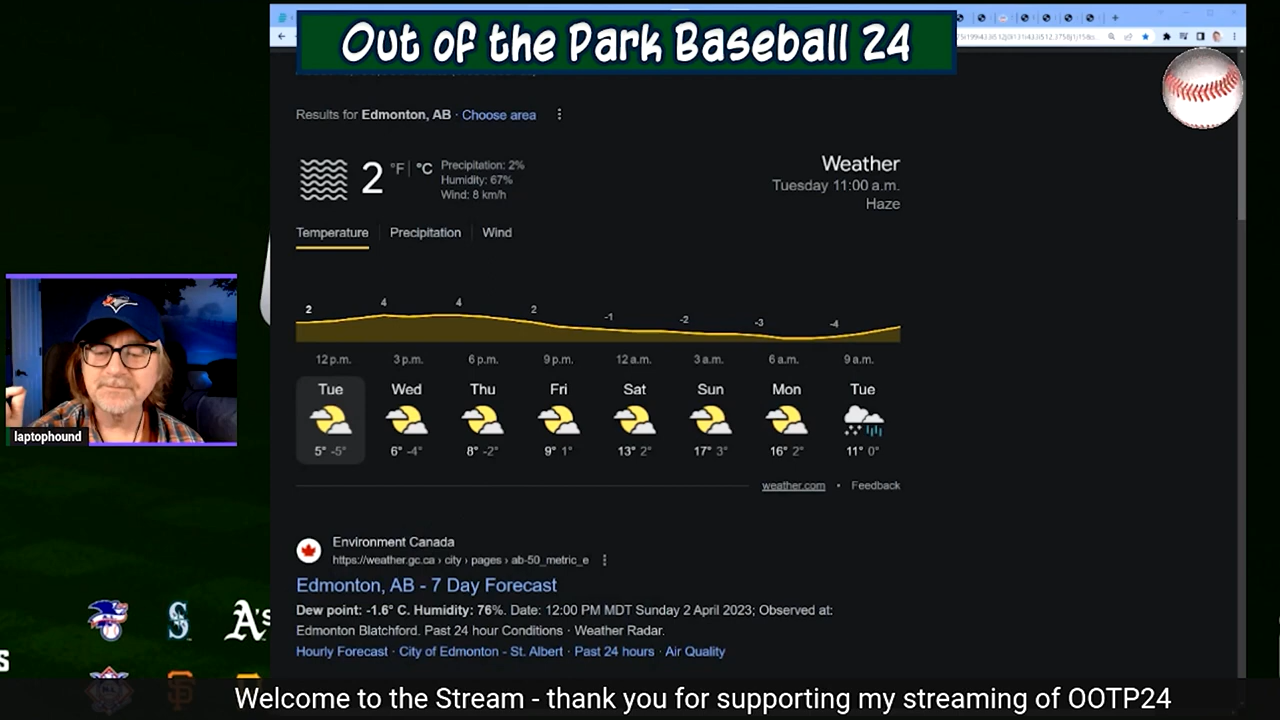 Out of the Park Baseball 24
Results for Edmonton, AB · Choose area
2 °F | °C
Precipitation: 2%
Humidity: 67%
Wind: 8 km/h
Weather
Tuesday 11:00 a.m.
Haze
Temperature Precipitation Wind
2 4 4 2 -1 -2 -3 -4
12 p.m. 3 p.m. 6 p.m. 9 p.m. 12 a.m. 3 a.m. 6 a.m. 9 a.m.
Tue Wed Thu Fri Sat Sun Mon Tue
5° -5° 6° -4° 8° -2° 9° 1° 13° 2° 17° 3° 16° 2° 11° 0°
laptophound
weather.com • Feedback
Environment Canada
https://weather.gc.ca › city › pages › ab-50_metric_e
Edmonton, AB - 7 Day Forecast
Dew point: -1.6° C. Humidity: 76%. Date: 12:00 PM MDT Sunday 2 April 2023; Observed at:
Edmonton Blatchford. Past 24 hour Conditions · Weather Radar.
Hourly Forecast · City of Edmonton - St. Albert · Past 24 hours · Air Quality
S A's
S
SF
Welcome to the Stream - thank you for supporting my streaming of OOTP24